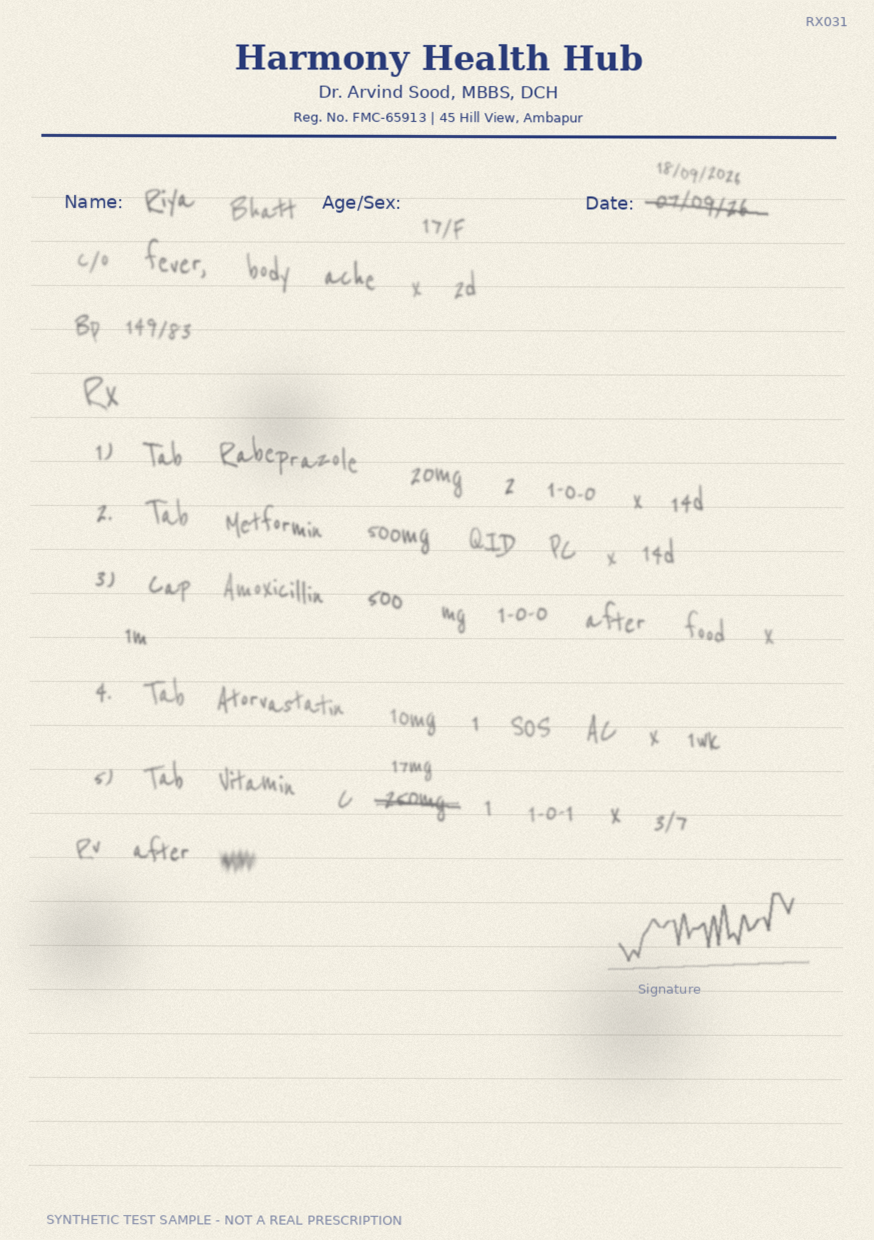 RX031
Harmony Health Hub
Dr. Arvind Sood, MBBS, DCH
Reg. No. FMC-65913 | 45 Hill View, Ambapur
18/09/2026
Name: Riya Bhatt Age/Sex: 17/F Date: 07/09/26
c/o fever, body ache x 2d
Bp 149/83
Rx
1) Tab Rabeprazole 20mg 2 1-0-0 x 14d
2. Tab Metformin 500mg QID PC x 14d
3) Cap Amoxicillin 500 mg 1-0-0 after food x
1m
4. Tab Atorvastatin 10mg 1 SOS AC x 1wk
17mg
5) Tab Vitamin C 250mg 1 1-0-1 x 3/7
Rv after
Signature
SYNTHETIC TEST SAMPLE - NOT A REAL PRESCRIPTION